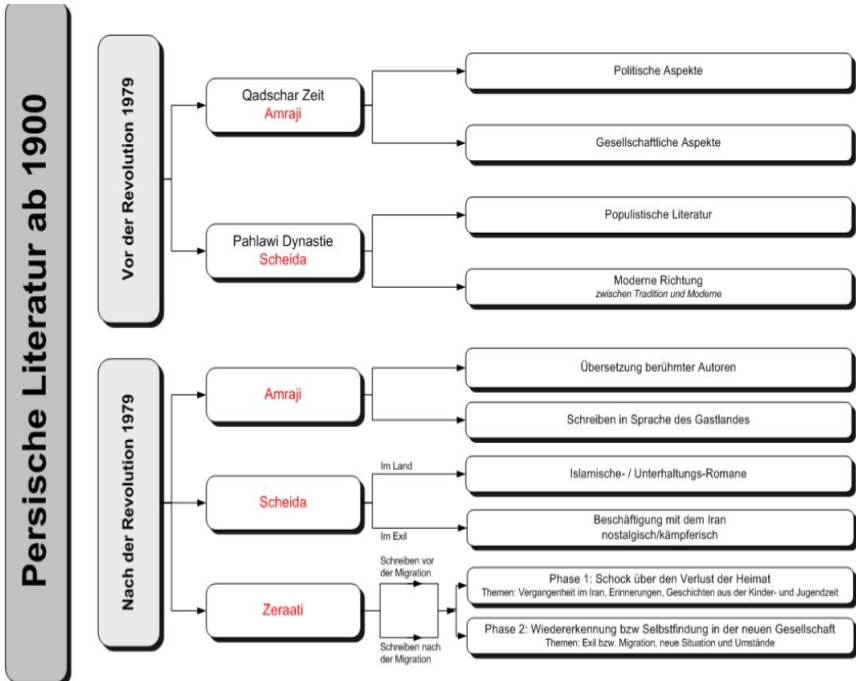 Persische Literatur ab 1900
Vor der Revolution 1979
Qadschar Zeit
Amraji
Politische Aspekte
Gesellschaftliche Aspekte
Pahlawi Dynastie
Scheida
Populistische Literatur
Moderne Richtung
zwischen Tradition und Moderne
Nach der Revolution 1979
Amraji
Übersetzung berühmter Autoren
Schreiben in Sprache des Gastlandes
Scheida
Im Land
Islamische- / Unterhaltungs-Romane
Im Exil
Beschäftigung mit dem Iran
nostalgisch/kämpferisch
Zeraati
Schreiben vor
der Migration
Schreiben nach
der Migration
Phase 1: Schock über den Verlust der Heimat
Themen: Vergangenheit im Iran, Erinnerungen, Geschichten aus der Kinder- und Jugendzeit
Phase 2: Wiedererkennung bzw Selbstfindung in der neuen Gesellschaft
Themen: Exil bzw. Migration, neue Situation und Umstände